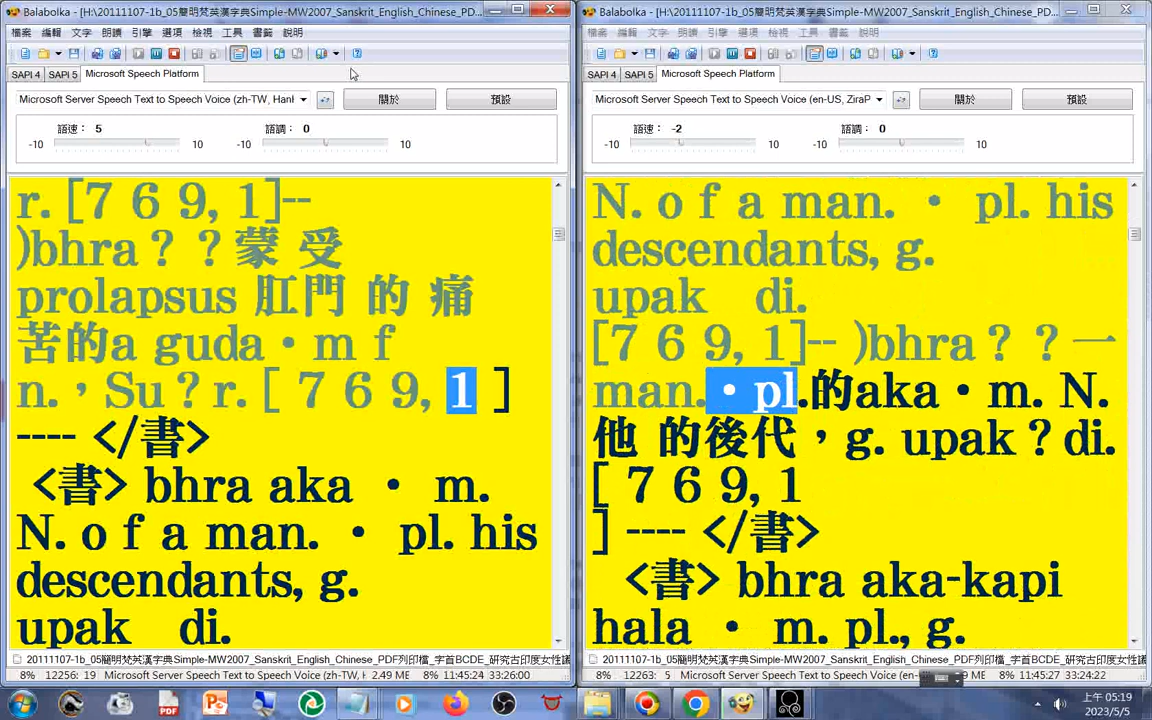 Balabolka - [H:\20111107-1b_05簡明梵英漢字典Simple-MW2007_Sanskrit_English_Chinese_PD...
檔案 編輯 文字 朗讀 引擎 選項 檢視 工具 書籤 說明
SAPI 4 SAPI 5 Microsoft Speech Platform
Microsoft Server Speech Text to Speech Voice (zh-TW, Hanl
關於 預設
語速： 5 語調： 0
-10 10 -10 10
r. [7 6 9, 1]--
)bhra？？蒙 受
prolapsus 肛門 的 痛
苦的a guda•m f
n.，Su？r. [ 7 6 9, 1 ]
---- </書>
<書> bhra aka • m.
N. o f a man. • pl. his
descendants, g.
upak di.
20111107-1b_05簡明梵英漢字典Simple-MW2007_Sanskrit_English_Chinese_PDF列印檔_字首BCDE_研究古印度女性議
8% 12256: 19 Microsoft Server Speech Text to Speech Voice (zh-TW, H 2.49 ME 8% 11:45:24 33:26:00
Balabolka - [H:\20111107-1b_05簡明梵英漢字典Simple-MW2007_Sanskrit_English_Chinese_PD...
檔案 編輯 文字 朗讀 引擎 選項 檢視 工具 書籤 說明
SAPI 4 SAPI 5 Microsoft Speech Platform
Microsoft Server Speech Text to Speech Voice (en-US, ZiraP
關於 預設
語速： -2 語調： 0
-10 10 -10 10
N. o f a man. • pl. his
descendants, g.
upak di.
[7 6 9, 1]-- )bhra？？一
man.•pl.的aka•m. N.
他 的後代，g. upak？di.
[ 7 6 9, 1
] ---- </書>
<書> bhra aka-kapi
hala • m. pl., g.
20111107-1b_05簡明梵英漢字典Simple-MW2007_Sanskrit_English_Chinese_PDF列印檔_字首BCDE_研究古印度女性議
8% 12263: 5 Microsoft Server Speech Text to Speech Voice (en-US, 9 ME 8% 11:45:27 33:24:22
PDF
上午 05:19
2023/5/5